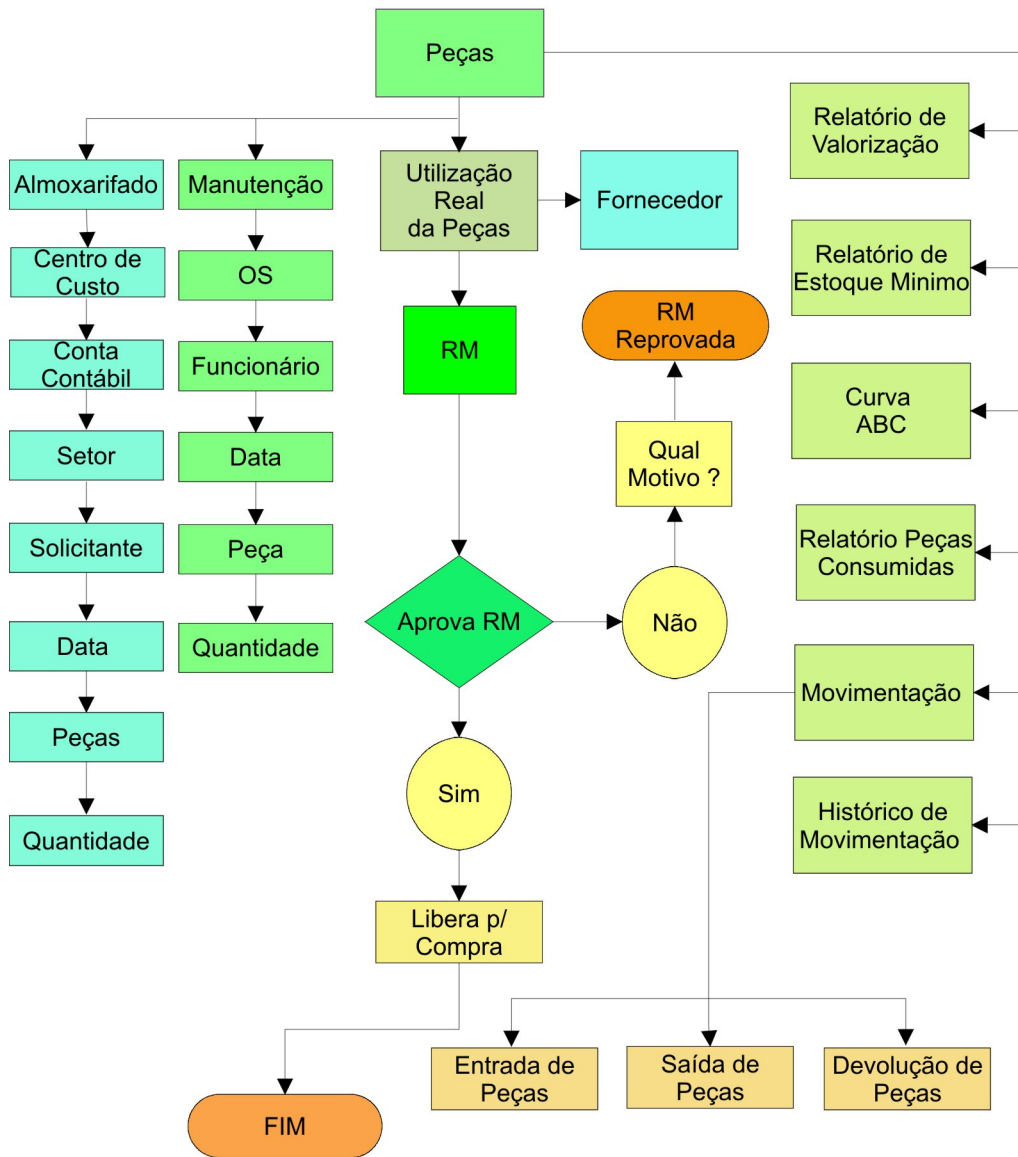 Peças
Relatório de
Valorização
Almoxarifado
Manutenção
Utilização
Real
da Peças
Fornecedor
Centro de
Custo
OS
Relatório de
Estoque Minimo
RM
RM
Reprovada
Conta
Contábil
Funcionário
Curva
ABC
Setor
Data
Qual
Motivo ?
Solicitante
Peça
Relatório Peças
Consumidas
Data
Quantidade
Aprova RM
Não
Movimentação
Peças
Sim
Quantidade
Histórico de
Movimentação
Libera p/
Compra
Entrada de
Peças
Saída de
Peças
Devolução de
Peças
FIM